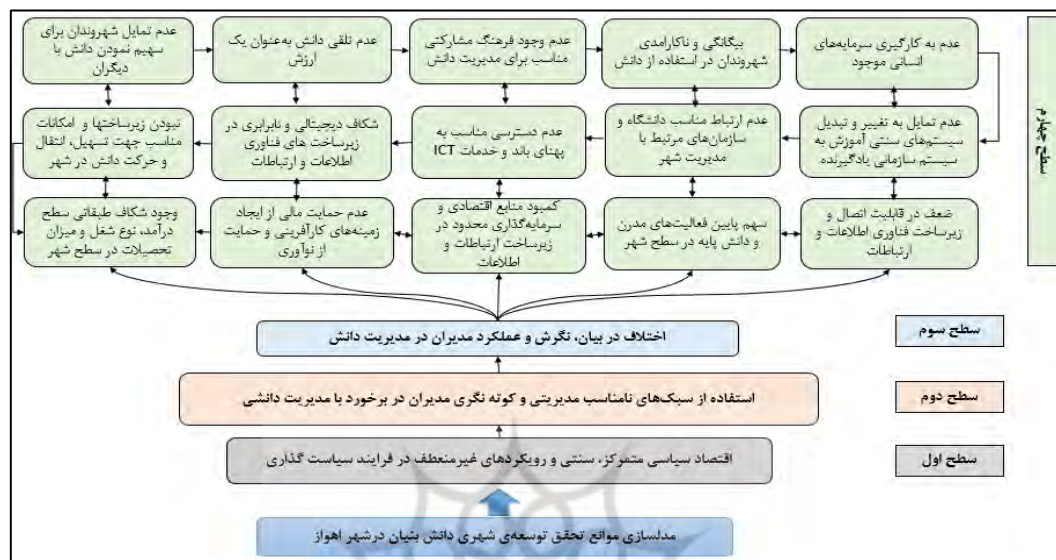 عدم به کارگیری سرمایه‌های
انسانی موجود
بیگانگی و ناکارامدی
شهروندان در استفاده از دانش
عدم وجود فرهنگ مشارکتی
مناسب برای مدیریت دانش
عدم تلقی دانش به‌عنوان یک
ارزش
عدم تمایل شهروندان برای
سهیم نمودن دانش با
دیگران
سطح چهارم
عدم تمایل به تغییر و تبدیل
سیستم‌های سنتی آموزش به
سیستم سازمانی یادگیرنده
عدم ارتباط مناسب دانشگاه و
سازمان‌های مرتبط با
مدیریت شهر
عدم دسترسی مناسب به
پهنای باند و خدمات ICT
شکاف دیجیتالی و نابرابری در
زیرساخت های فناوری
اطلاعات و ارتباطات
نبودن زیرساختها و امکانات
مناسب جهت تسهیل، انتقال و
حرکت دانش در شهر
ضعف در قابلیت اتصال و
زیرساخت فناوری اطلاعات و
ارتباطات
سهم پایین فعالیت‌های مدرن
و دانش پایه در سطح شهر
کمبود منابع اقتصادی و
سرمایه‌گذاری محدود در
زیرساخت ارتباطات و
اطلاعات
عدم حمایت مالی از ایجاد
زمینه‌های کارآفرینی و حمایت
از نوآوری
وجود شکاف طبقاتی سطح
درآمد، نوع شغل و میزان
تحصیلات در سطح شهر
سطح سوم
اختلاف در بیان، نگرش و عملکرد مدیران در مدیریت دانش
سطح دوم
استفاده از سبک‌های نامناسب مدیریتی و کوته نگری مدیران در برخورد با مدیریت دانشی
سطح اول
اقتصاد سیاسی متمرکز، سنتی و رویکردهای غیرمنعطف در فرایند سیاست گذاری
مدلسازی موانع تحقق توسعه‌ی شهری دانش بنیان درشهر اهواز